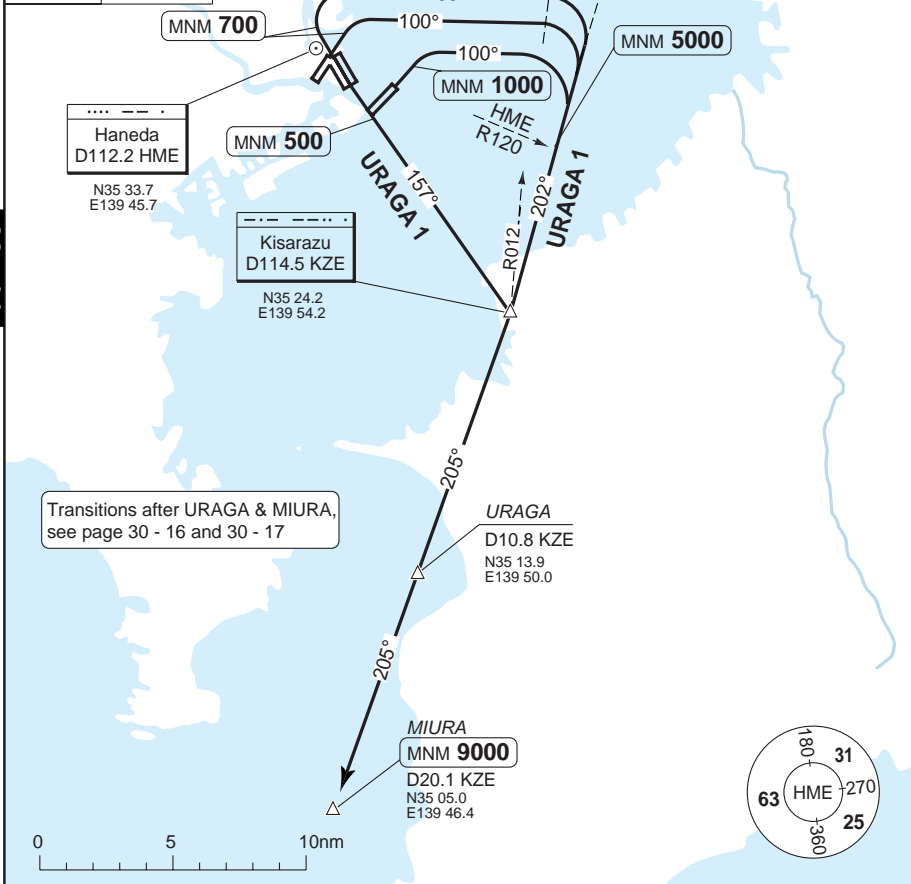 MNM 700
100°
100°
MNM 5000
MNM 1000
HME
R120
Haneda
D112.2 HME
N35 33.7
E139 45.7
MNM 500
URAGA 1
157°
202°
URAGA 1
R012
Kisarazu
D114.5 KZE
N35 24.2
E139 54.2
205°
Transitions after URAGA & MIURA,
see page 30 - 16 and 30 - 17
URAGA
D10.8 KZE
N35 13.9
E139 50.0
205°
MIURA
MNM 9000
D20.1 KZE
N35 05.0
E139 46.4
180
31
63
HME
270
25
360
0 5 10nm